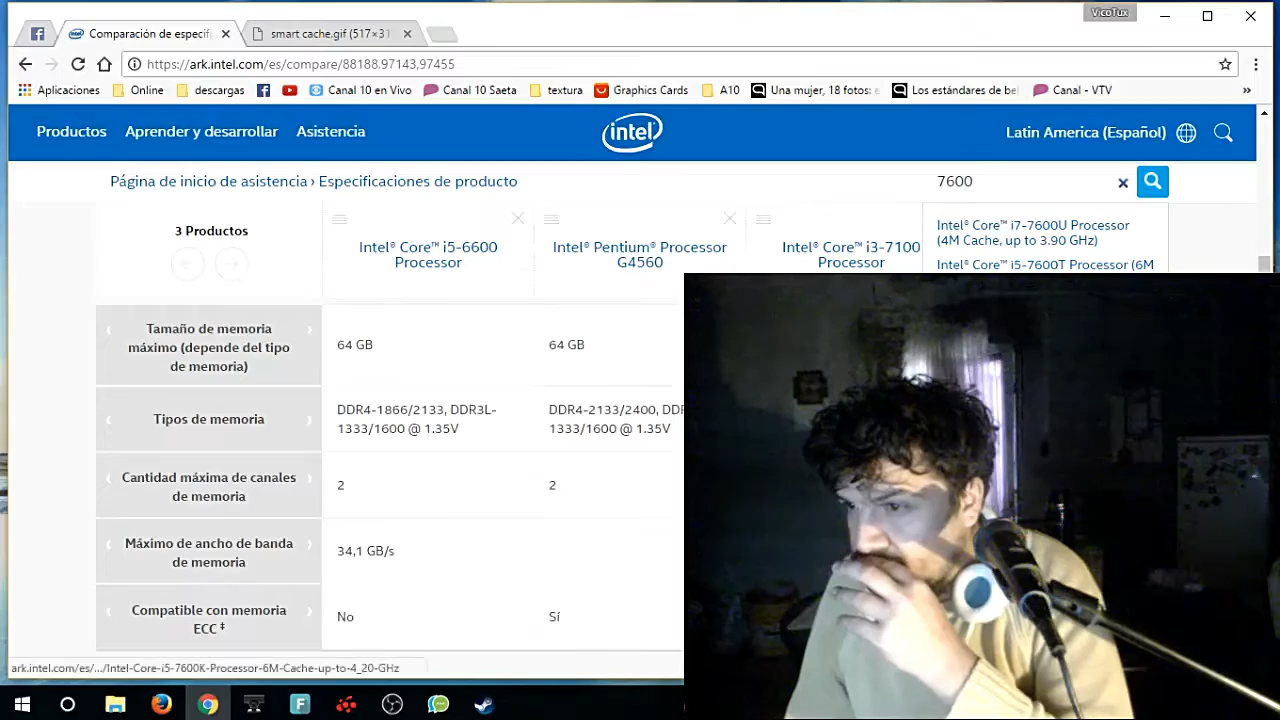 VicoTux
Comparación de especif
smart cache.gif (517×31
https://ark.intel.com/es/compare/88188.97143.97455
Aplicaciones
Online
descargas
Canal 10 en Vivo
Canal 10 Saeta
textura
Graphics Cards
A10
Una mujer, 18 fotos: e
Los estándares de be
Canal - VTV
»
Productos
Aprender y desarrollar
Asistencia
intel
Latin America (Español)
Página de inicio de asistencia › Especificaciones de producto
7600
3 Productos
Intel® Core™ i5-6600
Processor
Intel® Pentium® Processor
G4560
Intel® Core™ i3-7100
Processor
Intel® Core™ i7-7600U Processor
(4M Cache, up to 3.90 GHz)
Intel® Core™ i5-7600T Processor (6M
Tamaño de memoria
máximo (depende del tipo
de memoria)
64 GB
64 GB
Tipos de memoria
DDR4-1866/2133, DDR3L-
1333/1600 @ 1.35V
DDR4-2133/2400, DD
1333/1600 @ 1.35V
Cantidad máxima de canales
de memoria
2
2
Máximo de ancho de banda
de memoria
34,1 GB/s
Compatible con memoria
ECC ‡
No
Sí
ark.intel.com/es/.../Intel-Core-i5-7600K-Processor-6M-Cache-up-to-4_20-GHz